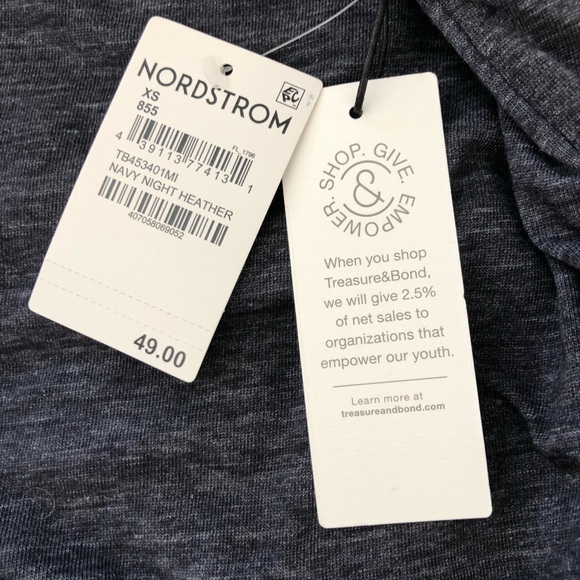 NORDSTROM
XS
855
FL_1796
4 39113 77413 1
TB453401MI
NAVY NIGHT HEATHER
407058069052
49.00
SHOP. GIVE. EMPOWER.
&
When you shop
Treasure&Bond,
we will give 2.5%
of net sales to
organizations that
empower our youth.
Learn more at
treasureandbond.com